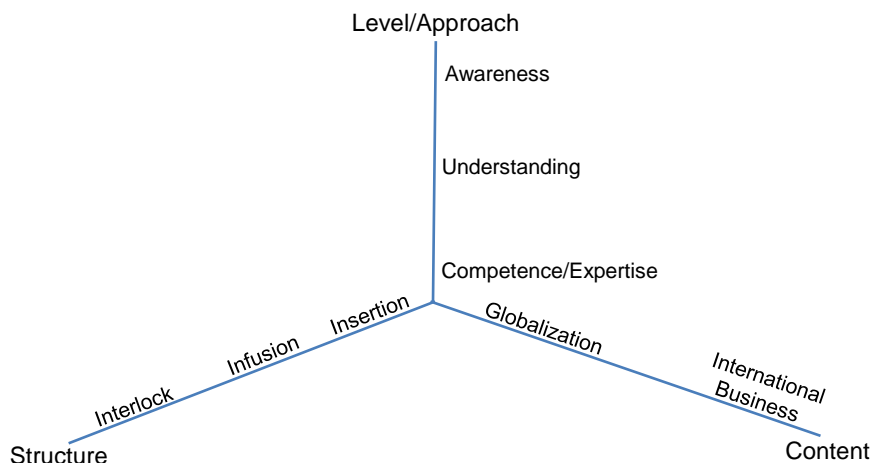 Level/Approach
Awareness
Understanding
Competence/Expertise
Insertion
Infusion
Interlock
Structure
Globalization
International
Business
Content